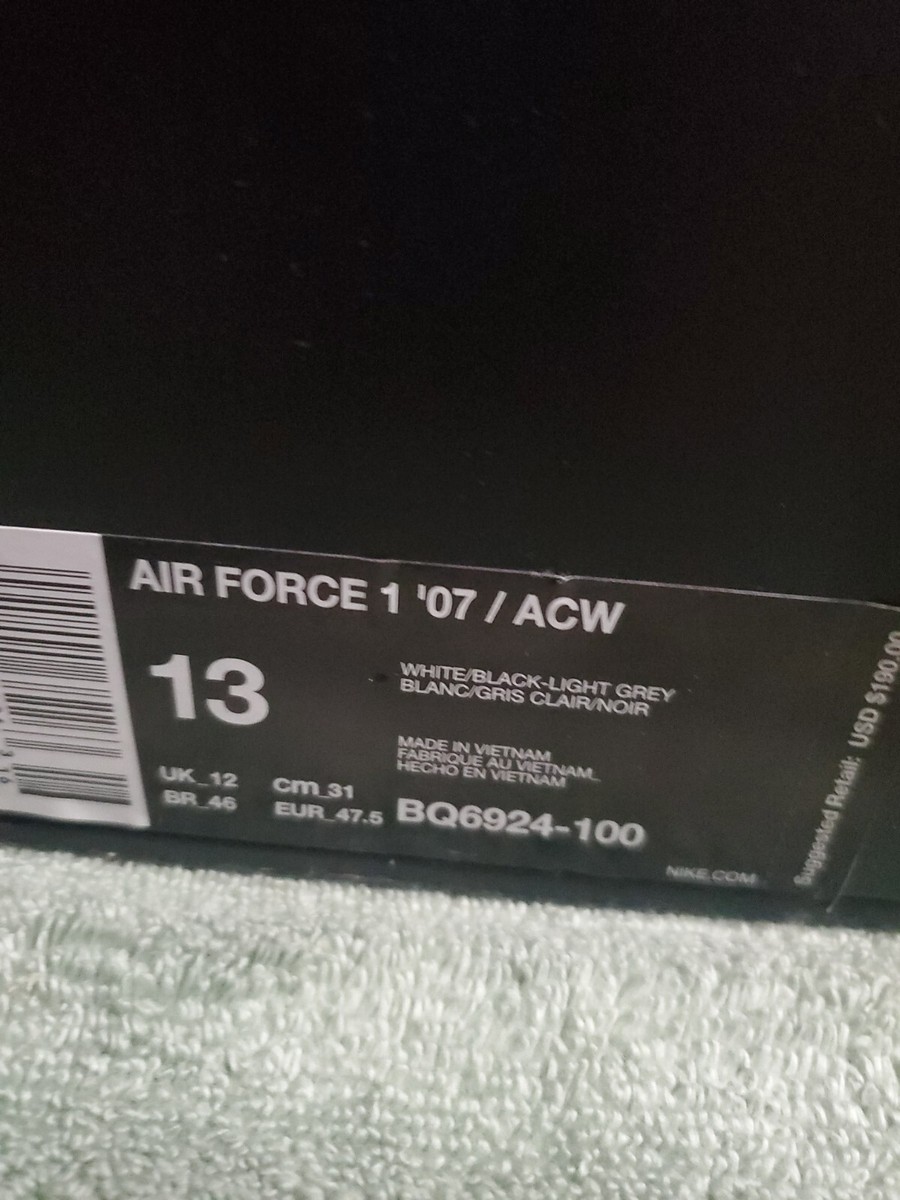 AIR FORCE 1 '07 / ACW
13
WHITE/BLACK-LIGHT GREY
BLANC/GRIS CLAIR/NOIR
MADE IN VIETNAM
FABRIQUE AU VIETNAM
HECHO EN VIETNAM
UK_12
cm_31
BR_46
EUR_47.5
BQ6924-100
NIKE.COM
Suggested Retail: USD $190.00